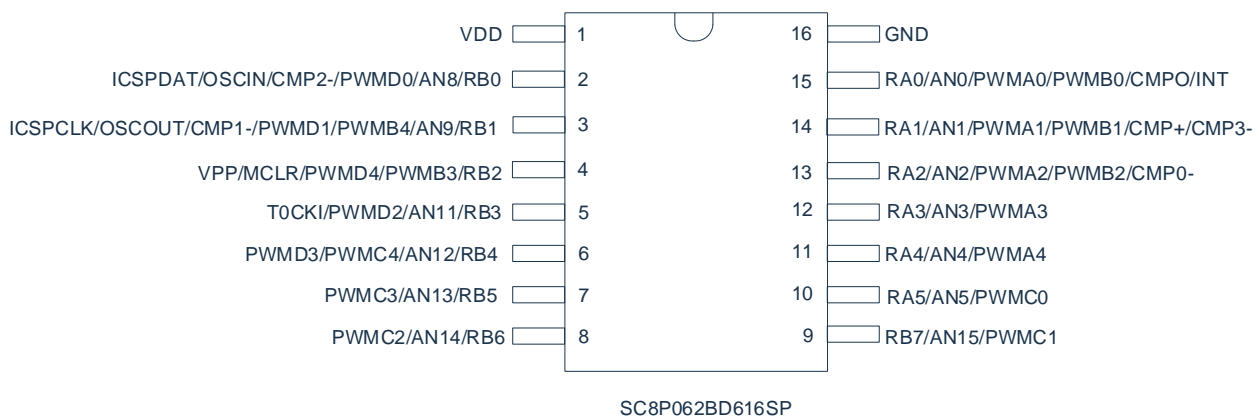 VDD 1 16 GND
ICSPDAT/OSCIN/CMP2-/PWMD0/AN8/RB0 2 15 RA0/AN0/PWMA0/PWMB0/CMPO/INT
ICSPCLK/OSCOUT/CMP1-/PWMD1/PWMB4/AN9/RB1 3 14 RA1/AN1/PWMA1/PWMB1/CMP+/CMP3-
VPP/MCLR/PWMD4/PWMB3/RB2 4 13 RA2/AN2/PWMA2/PWMB2/CMP0-
T0CKI/PWMD2/AN11/RB3 5 12 RA3/AN3/PWMA3
PWMD3/PWMC4/AN12/RB4 6 11 RA4/AN4/PWMA4
PWMC3/AN13/RB5 7 10 RA5/AN5/PWMC0
PWMC2/AN14/RB6 8 9 RB7/AN15/PWMC1
SC8P062BD616SP